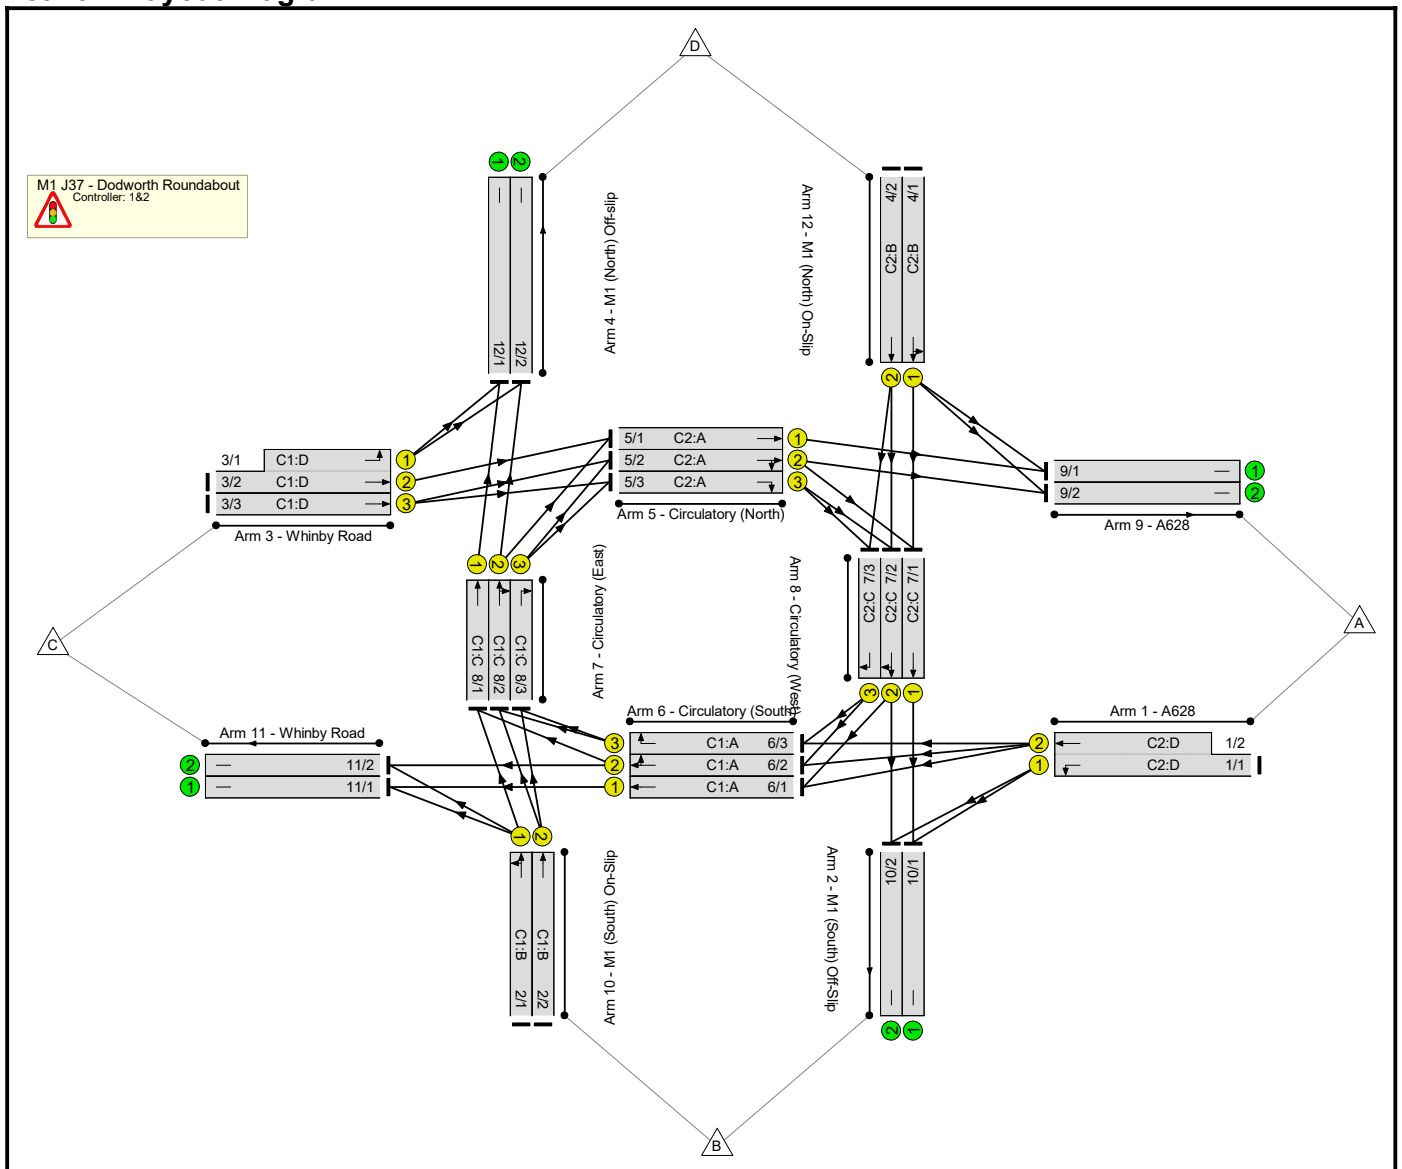 D
M1 J37 - Dodworth Roundabout
Controller: 1&2
1
2
12/1
12/2
Arm 4 - M1 (North) Off-slip
Arm 12 - M1 (North) On-Slip
4/2
C2:B
4/1
C2:B
2
1
3/1 C1:D
3/2 C1:D
3/3 C1:D
1
2
3
Arm 3 - Whinby Road
5/1 C2:A
5/2 C2:A
5/3 C2:A
1
2
3
Arm 5 - Circulatory (North)
9/1
9/2
1
2
Arm 9 - A628
1
2
3
C1:C 8/1
C1:C 8/2
C1:C 8/3
Arm 7 - Circulatory (East)
Arm 8 - Circulatory (West)
C2:C 7/3
C2:C 7/2
C2:C 7/1
3
2
1
C
A
Arm 11 - Whinby Road
2
1
11/2
11/1
Arm 6 - Circulatory (South)
3
2
1
C1:A 6/3
C1:A 6/2
C1:A 6/1
Arm 1 - A628
2
1
C2:D 1/2
C2:D 1/1
1
2
C1:B 2/1
C1:B 2/2
Arm 10 - M1 (South) On-Slip
Arm 2 - M1 (South) Off-Slip
10/2
10/1
2
1
B